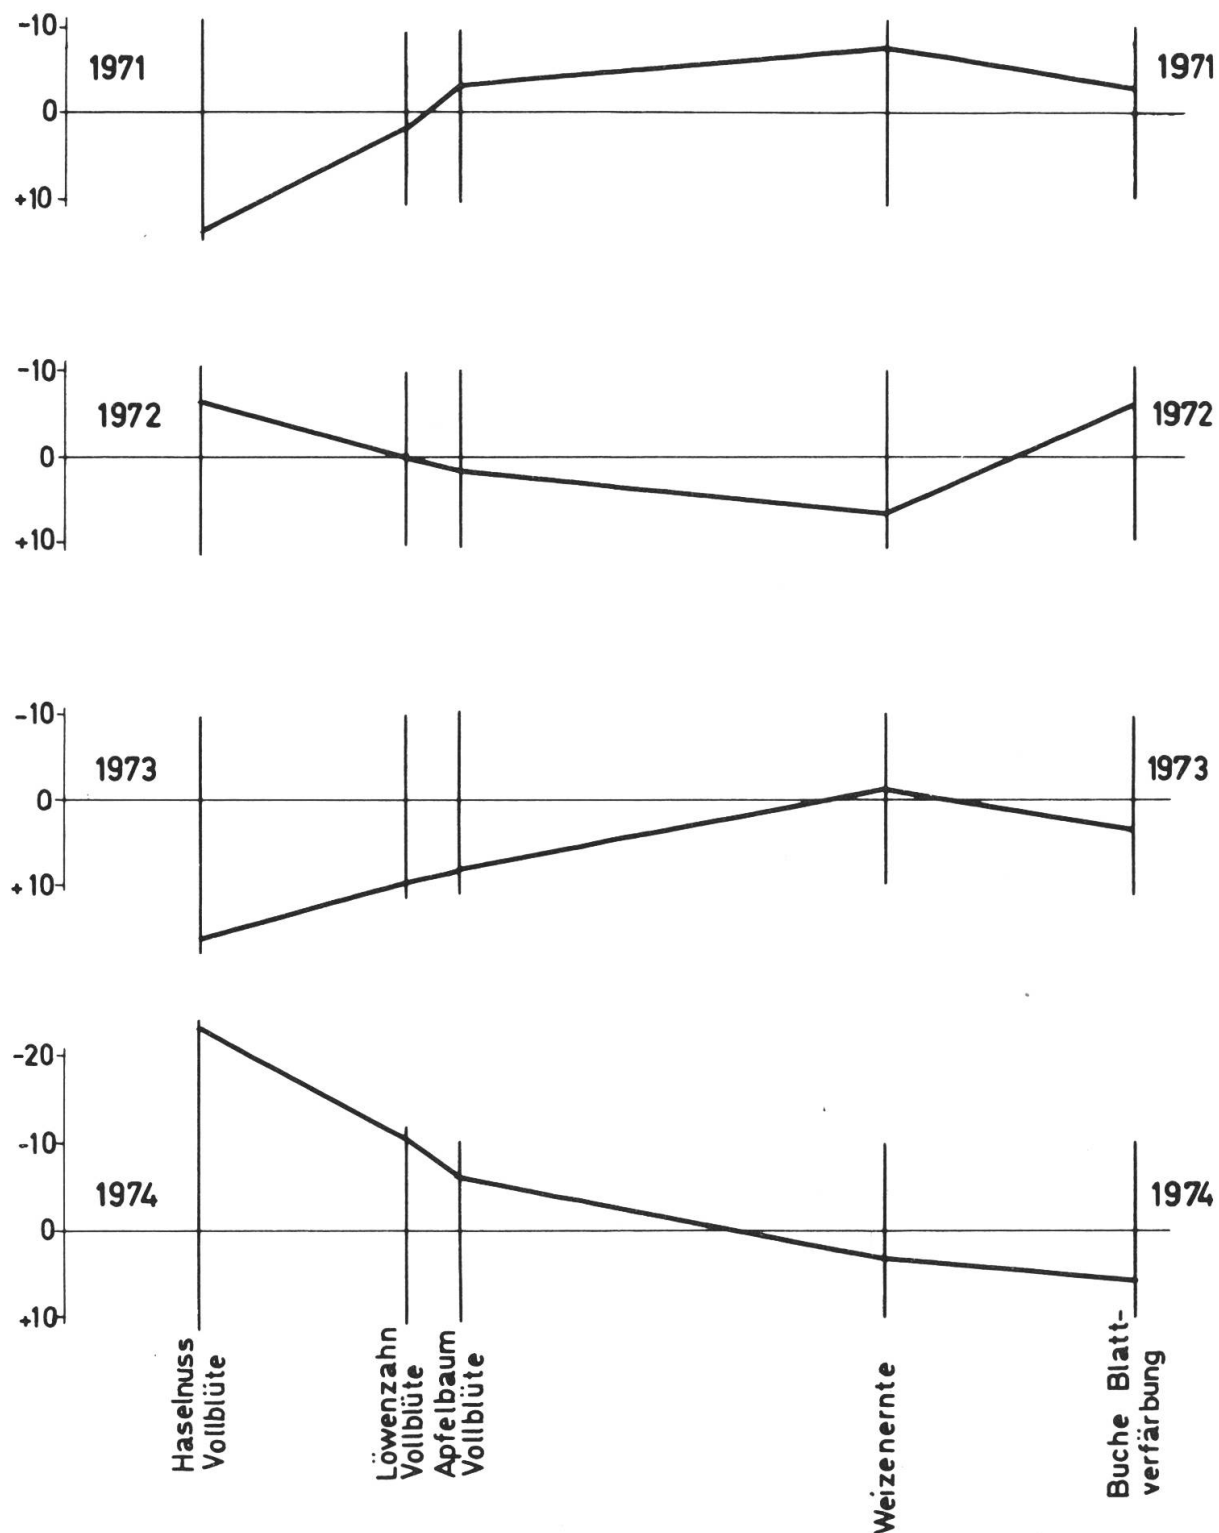 -10
1971 1971
0
+10
-10
1972 1972
0
+10
-10
1973 1973
0
+10
-20
-10
1974 1974
0
+10
Haselnuss
Vollblüte
Löwenzahn
Vollblüte
Apfelbaum
Vollblüte
Weizenernte
Buche Blatt-
verfärbung